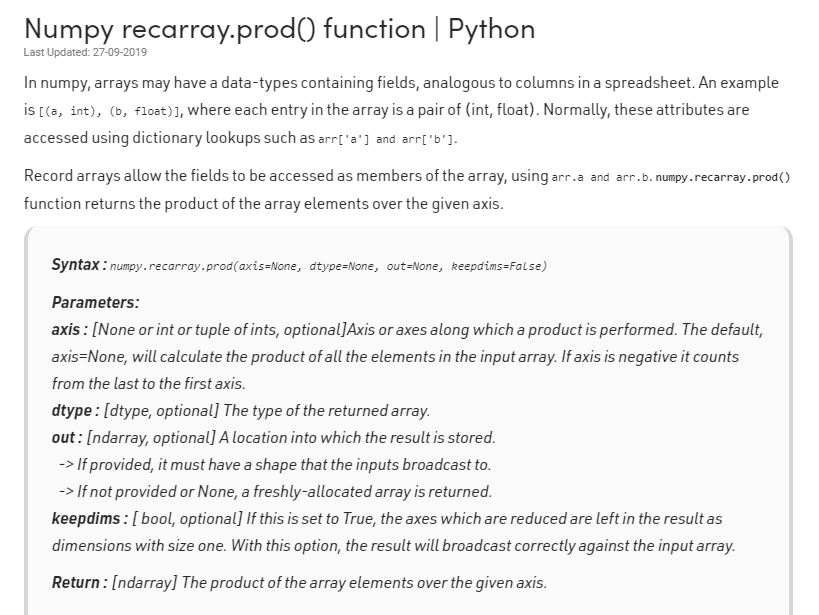 Numpy recarray.prod() function | Python
Last Updated: 27-09-2019
In numpy, arrays may have a data-types containing fields, analogous to columns in a spreadsheet. An example
is [(a, int), (b, float)], where each entry in the array is a pair of (int, float). Normally, these attributes are
accessed using dictionary lookups such as arr['a'] and arr['b'].
Record arrays allow the fields to be accessed as members of the array, using arr.a and arr.b. numpy.recarray.prod()
function returns the product of the array elements over the given axis.
Syntax : numpy.recarray.prod(axis=None, dtype=None, out=None, keepdims=False)
Parameters:
axis : [None or int or tuple of ints, optional]Axis or axes along which a product is performed. The default,
axis=None, will calculate the product of all the elements in the input array. If axis is negative it counts
from the last to the first axis.
dtype : [dtype, optional] The type of the returned array.
out : [ndarray, optional] A location into which the result is stored.
-> If provided, it must have a shape that the inputs broadcast to.
-> If not provided or None, a freshly-allocated array is returned.
keepdims : [ bool, optional] If this is set to True, the axes which are reduced are left in the result as
dimensions with size one. With this option, the result will broadcast correctly against the input array.
Return : [ndarray] The product of the array elements over the given axis.